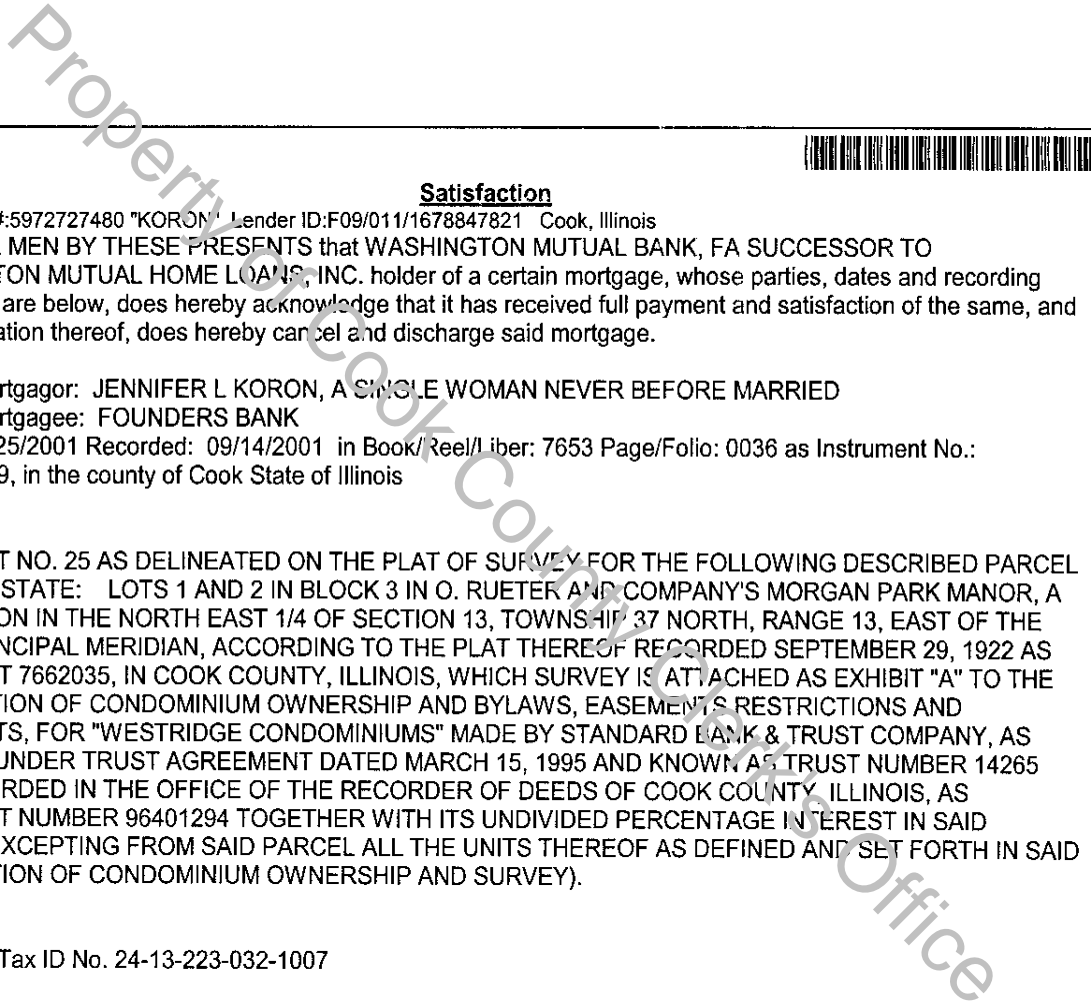 Satisfaction
#:5972727480 "KORON" Lender ID:F09/011/1678847821 Cook, Illinois
MEN BY THESE PRESENTS that WASHINGTON MUTUAL BANK, FA SUCCESSOR TO
TON MUTUAL HOME LOANS, INC. holder of a certain mortgage, whose parties, dates and recording
are below, does hereby acknowledge that it has received full payment and satisfaction of the same, and
ation thereof, does hereby cancel and discharge said mortgage.
rtgagor: JENNIFER L KORON, A SINGLE WOMAN NEVER BEFORE MARRIED
rtgagee: FOUNDERS BANK
25/2001 Recorded: 09/14/2001 in Book/Reel/Liber: 7653 Page/Folio: 0036 as Instrument No.:
9, in the county of Cook State of Illinois
T NO. 25 AS DELINEATED ON THE PLAT OF SURVEY FOR THE FOLLOWING DESCRIBED PARCEL
STATE: LOTS 1 AND 2 IN BLOCK 3 IN O. RUETER AND COMPANY'S MORGAN PARK MANOR, A
ON IN THE NORTH EAST 1/4 OF SECTION 13, TOWNSHIP 37 NORTH, RANGE 13, EAST OF THE
NCIPAL MERIDIAN, ACCORDING TO THE PLAT THEREOF RECORDED SEPTEMBER 29, 1922 AS
T 7662035, IN COOK COUNTY, ILLINOIS, WHICH SURVEY IS ATTACHED AS EXHIBIT "A" TO THE
ION OF CONDOMINIUM OWNERSHIP AND BYLAWS, EASEMENTS RESTRICTIONS AND
TS, FOR "WESTRIDGE CONDOMINIUMS" MADE BY STANDARD BANK & TRUST COMPANY, AS
UNDER TRUST AGREEMENT DATED MARCH 15, 1995 AND KNOWN AS TRUST NUMBER 14265
RDED IN THE OFFICE OF THE RECORDER OF DEEDS OF COOK COUNTY, ILLINOIS, AS
T NUMBER 96401294 TOGETHER WITH ITS UNDIVIDED PERCENTAGE INTEREST IN SAID
XCEPTING FROM SAID PARCEL ALL THE UNITS THEREOF AS DEFINED AND SET FORTH IN SAID
ION OF CONDOMINIUM OWNERSHIP AND SURVEY).
Tax ID No. 24-13-223-032-1007
Property of Cook County Clerk's Office